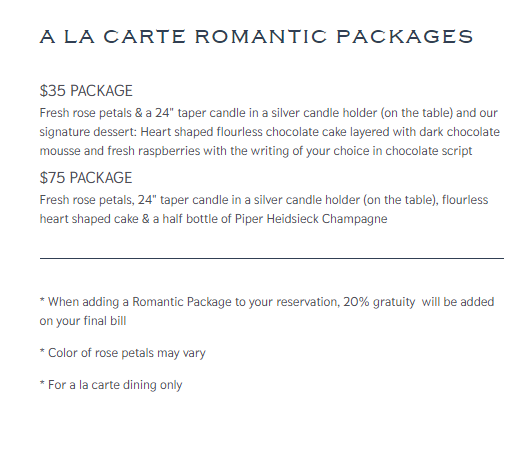 A LA CARTE ROMANTIC PACKAGES
$35 PACKAGE
Fresh rose petals & a 24" taper candle in a silver candle holder (on the table) and our
signature dessert: Heart shaped flourless chocolate cake layered with dark chocolate
mousse and fresh raspberries with the writing of your choice in chocolate script
$75 PACKAGE
Fresh rose petals, 24" taper candle in a silver candle holder (on the table), flourless
heart shaped cake & a half bottle of Piper Heidsieck Champagne
* When adding a Romantic Package to your reservation, 20% gratuity  will be added
on your final bill
* Color of rose petals may vary
* For a la carte dining only